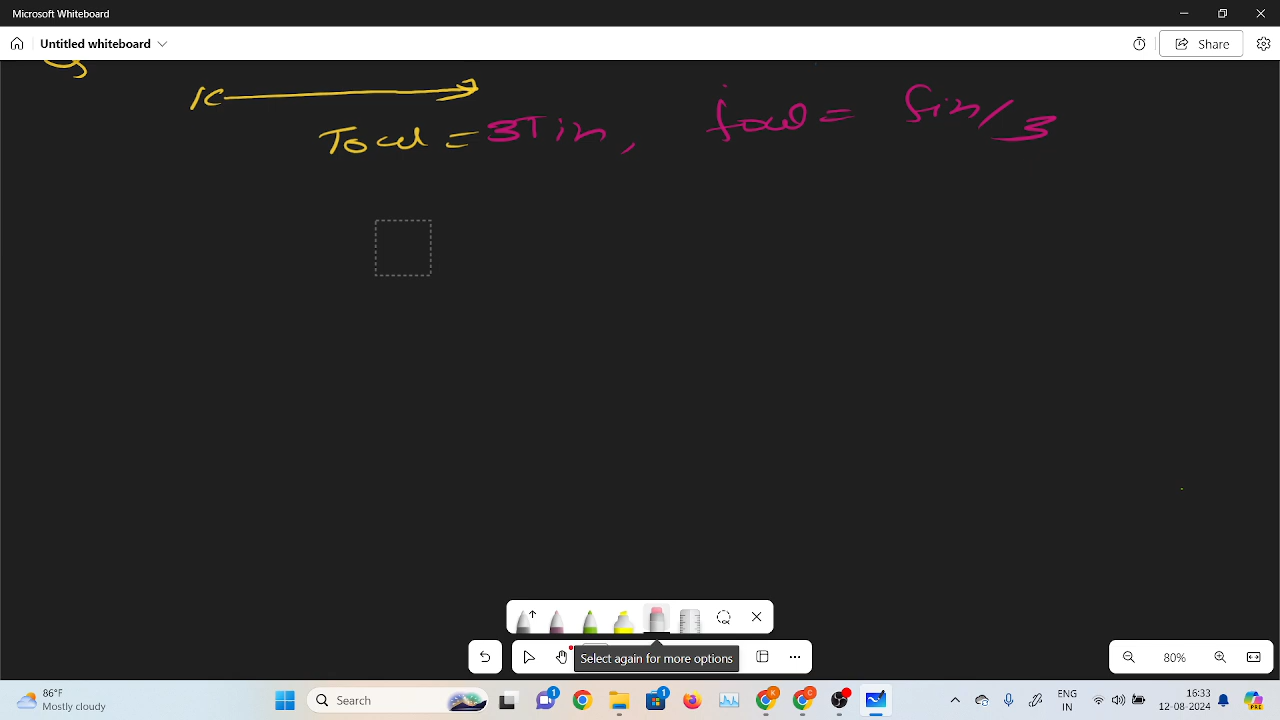 Microsoft Whiteboard
Untitled whiteboard
Share
Tout = 3Tin, fout = fin/3
Select again for more options
80%
86°F
Mostly cloudy
Search
ENG
IN
16:33
12-08-2024